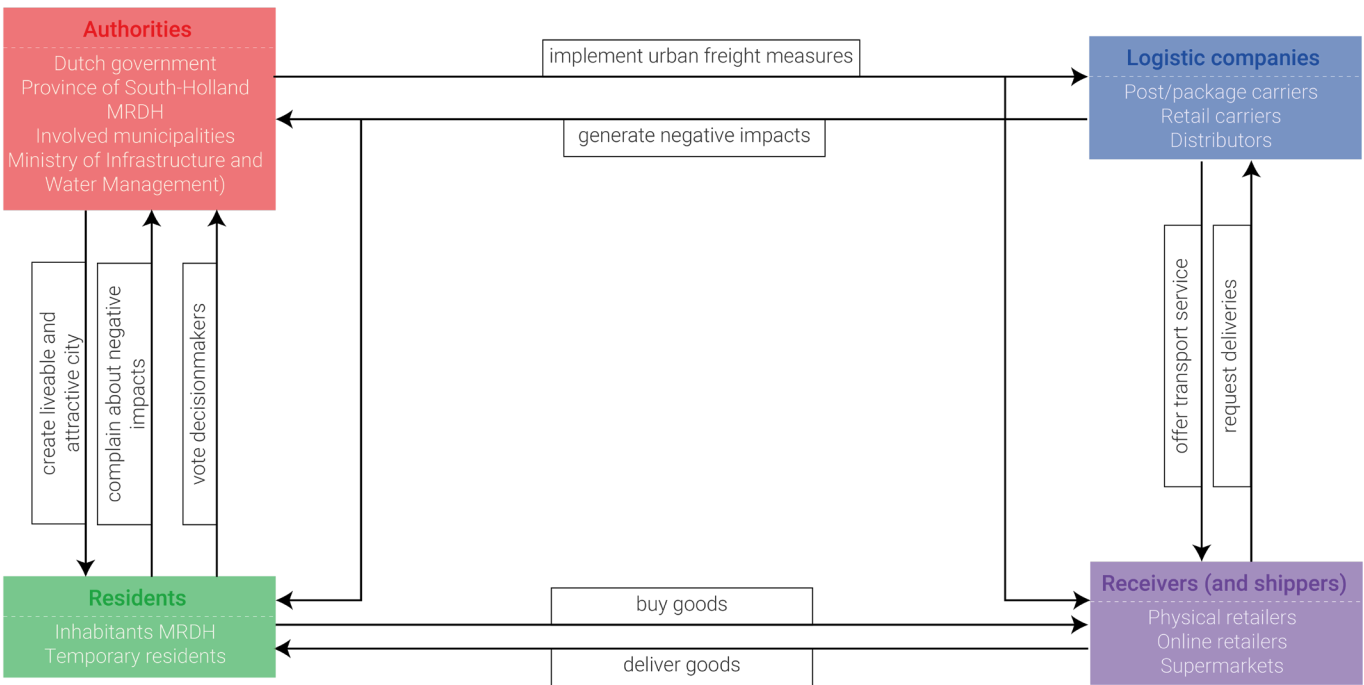 Authorities
Dutch government
Province of South-Holland
MRDH
Involved municipalities
Ministry of Infrastructure and
Water Management)
implement urban freight measures
generate negative impacts
Logistic companies
Post/package carriers
Retail carriers
Distributors
create liveable and
attractive city
complain about negative
impacts
vote decisionmakers
offer transport service
request deliveries
Residents
Inhabitants MRDH
Temporary residents
buy goods
deliver goods
Receivers (and shippers)
Physical retailers
Online retailers
Supermarkets